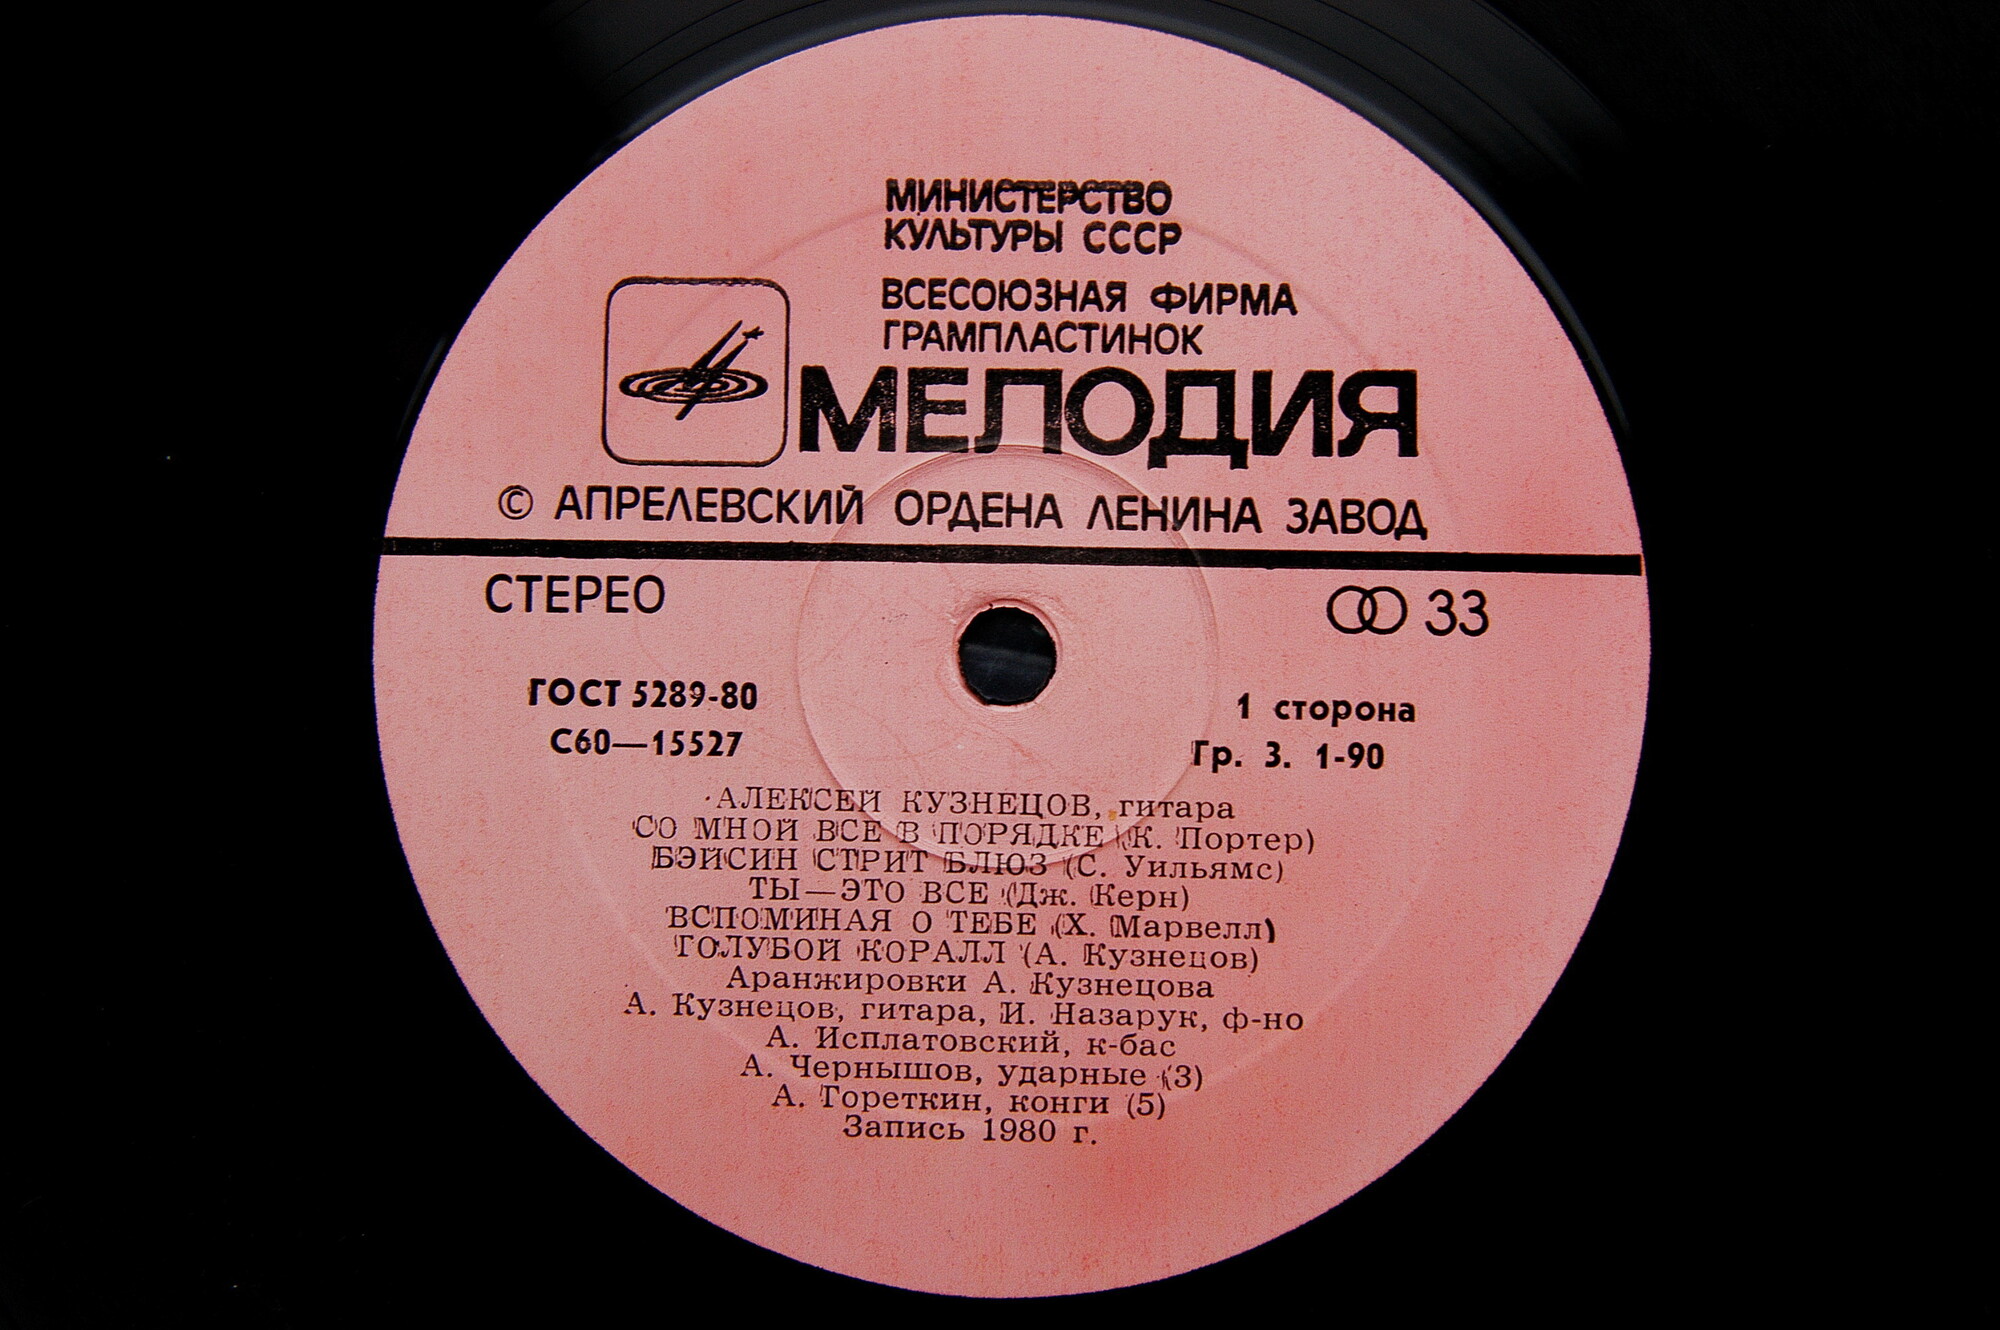 МИНИСТЕРСТВО
КУЛЬТУРЫ СССР
ВСЕСОЮЗНАЯ ФИРМА
ГРАМПЛАСТИНОК
МЕЛОДИЯ
© АПРЕЛЕВСКИЙ ОРДЕНА ЛЕНИНА ЗАВОД
СТЕРЕО
33
ГОСТ 5289-80
С60—15527
1 сторона
Гр. 3. 1-90
АЛЕКСЕЙ КУЗНЕЦОВ, гитара
СО МНОЙ ВСЕ В ПОРЯДКЕ (К. Портер)
БЭЙСИН СТРИТ БЛЮЗ (С. Уильямс)
ТЫ—ЭТО ВСЕ (Дж. Керн)
ВСПОМИНАЯ О ТЕБЕ (Х. Марвелл)
ГОЛУБОЙ КОРАЛЛ (А. Кузнецов)
Аранжировки А. Кузнецова
А. Кузнецов, гитара, И. Назарук, ф-но
А. Исплатовский, к-бас
А. Чернышов, ударные (3)
А. Гореткин, конги (5)
Запись 1980 г.